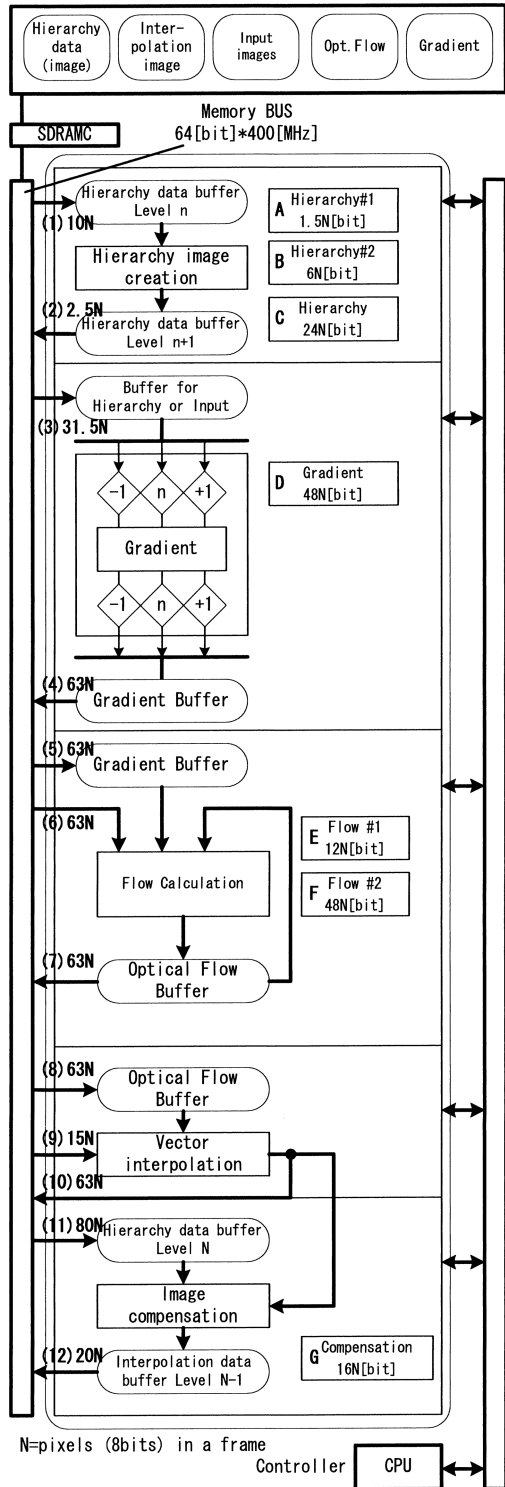 Hierarchy
data
(image)
Inter-
polation
image
Input
images
Opt.Flow
Gradient
SDRAMC
Memory BUS
64[bit]*400[MHz]
Hierarchy data buffer
Level n
(1)10N
Hierarchy image
creation
(2)2.5N
Hierarchy data buffer
Level n+1
A Hierarchy#1
1.5N[bit]
B Hierarchy#2
6N[bit]
C Hierarchy
24N[bit]
Buffer for
Hierarchy or Input
(3)31.5N
-1 n +1
Gradient
-1 n +1
D Gradient
48N[bit]
(4)63N
Gradient Buffer
(5)63N
Gradient Buffer
(6)63N
Flow Calculation
E Flow #1
12N[bit]
F Flow #2
48N[bit]
(7)63N
Optical Flow
Buffer
(8)63N
Optical Flow
Buffer
(9)15N
Vector
interpolation
(10)63N
(11)80N
Hierarchy data buffer
Level N
Image
compensation
(12)20N
Interpolation data
buffer Level N-1
G Compensation
16N[bit]
N=pixels (8bits) in a frame
Controller
CPU